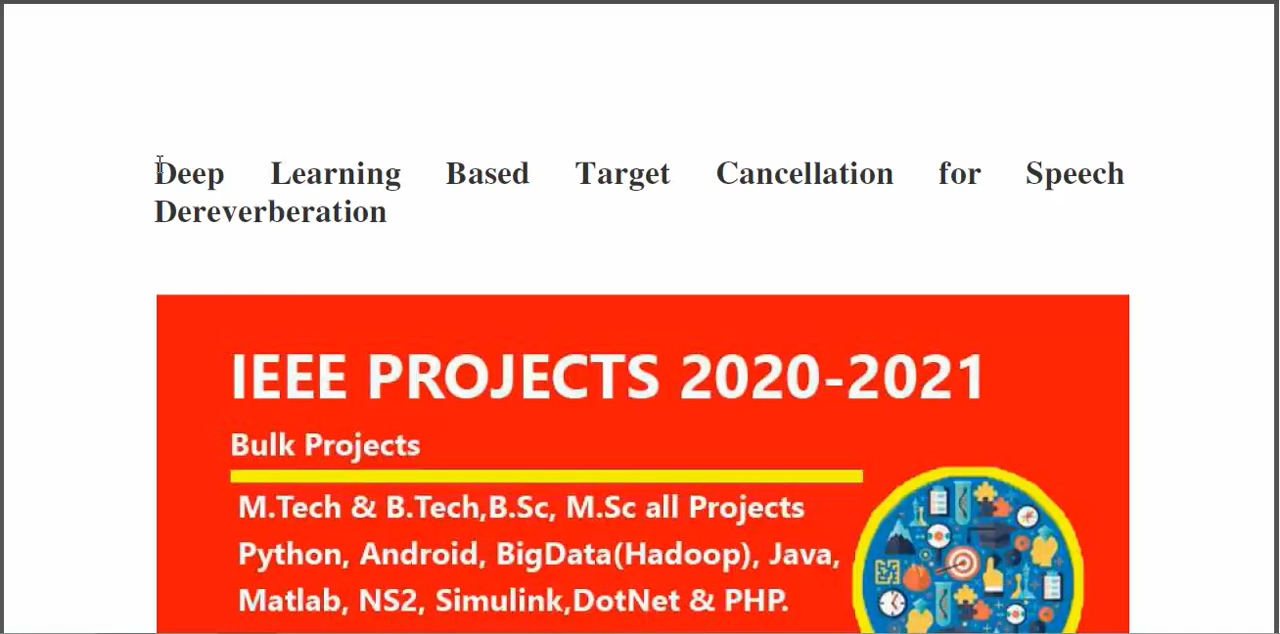 Deep Learning Based Target Cancellation for Speech
Dereverberation
IEEE PROJECTS 2020-2021
Bulk Projects
M.Tech & B.Tech,B.Sc, M.Sc all Projects
Python, Android, BigData(Hadoop), Java,
Matlab, NS2, Simulink,DotNet & PHP.